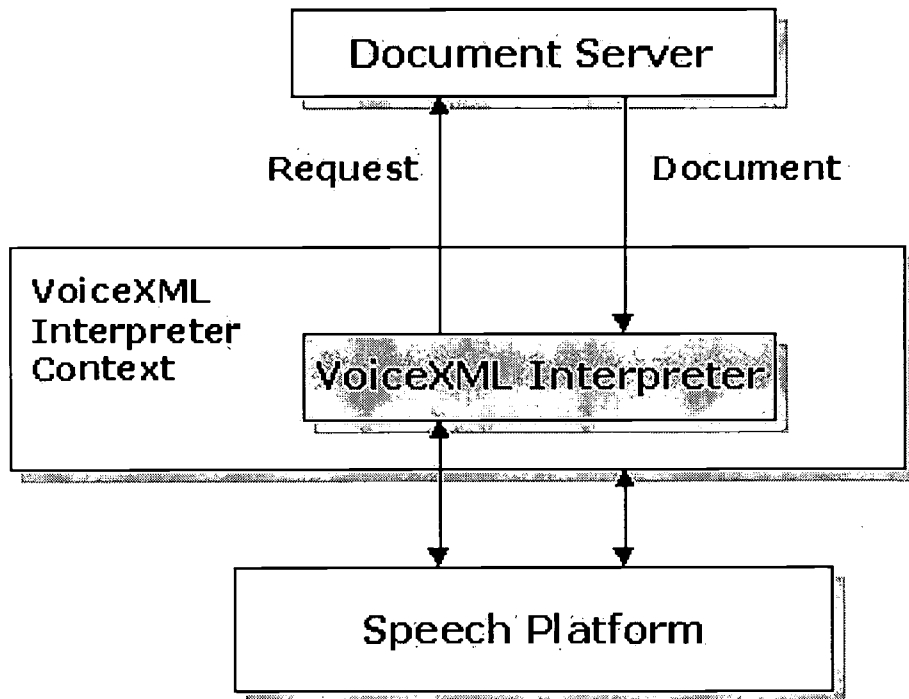 Document Server
Request
Document
VoiceXML
Interpreter
Context
VoiceXML Interpreter
Speech Platform